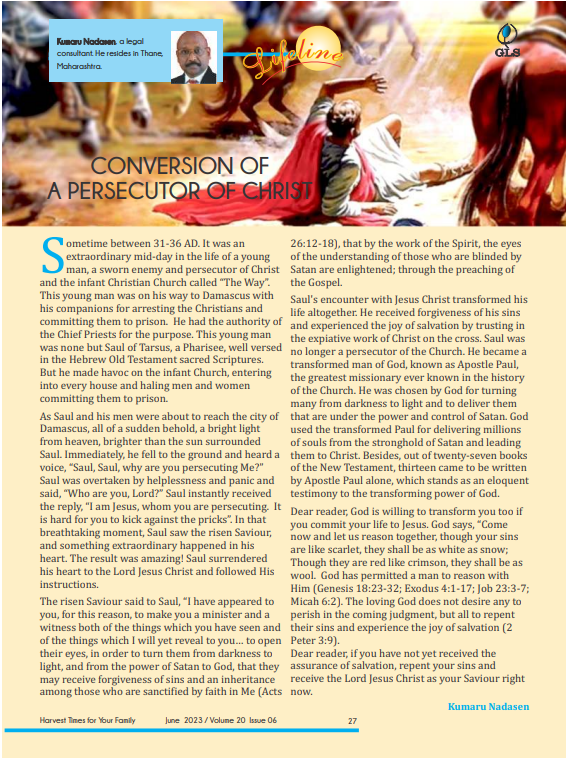 Kumaru Nadasen, a legal
consultant. He resides in Thane,
Maharashtra.
Lifeline
GLS
CONVERSION OF
A PERSECUTOR OF CHRIST
Sometime between 31-36 AD. It was an
extraordinary mid-day in the life of a young
man, a sworn enemy and persecutor of Christ
and the infant Christian Church called “The Way”.
This young man was on his way to Damascus with
his companions for arresting the Christians and
committing them to prison.  He had the authority of
the Chief Priests for the purpose. This young man
was none but Saul of Tarsus, a Pharisee, well versed
in the Hebrew Old Testament sacred Scriptures.
But he made havoc on the infant Church, entering
into every house and haling men and women
committing them to prison.
As Saul and his men were about to reach the city of
Damascus, all of a sudden behold, a bright light
from heaven, brighter than the sun surrounded
Saul. Immediately, he fell to the ground and heard a
voice, “Saul, Saul, why are you persecuting Me?”
Saul was overtaken by helplessness and panic and
said, “Who are you, Lord?” Saul instantly received
the reply, “I am Jesus, whom you are persecuting.  It
is hard for you to kick against the pricks”. In that
breathtaking moment, Saul saw the risen Saviour,
and something extraordinary happened in his
heart. The result was amazing! Saul surrendered
his heart to the Lord Jesus Christ and followed His
instructions.
The risen Saviour said to Saul, “I have appeared to
you, for this reason, to make you a minister and a
witness both of the things which you have seen and
of the things which I will yet reveal to you… to open
their eyes, in order to turn them from darkness to
light, and from the power of Satan to God, that they
may receive forgiveness of sins and an inheritance
among those who are sanctified by faith in Me (Acts
26:12-18), that by the work of the Spirit, the eyes
of the understanding of those who are blinded by
Satan are enlightened; through the preaching of
the Gospel.
Saul's encounter with Jesus Christ transformed his
life altogether. He received forgiveness of his sins
and experienced the joy of salvation by trusting in
the expiative work of Christ on the cross. Saul was
no longer a persecutor of the Church. He became a
transformed man of God, known as Apostle Paul,
the greatest missionary ever known in the history
of the Church. He was chosen by God for turning
many from darkness to light and to deliver them
that are under the power and control of Satan. God
used the transformed Paul for delivering millions
of souls from the stronghold of Satan and leading
them to Christ. Besides, out of twenty-seven books
of the New Testament, thirteen came to be written
by Apostle Paul alone, which stands as an eloquent
testimony to the transforming power of God.
Dear reader, God is willing to transform you too if
you commit your life to Jesus. God says, “Come
now and let us reason together, though your sins
are like scarlet, they shall be as white as snow;
Though they are red like crimson, they shall be as
wool.  God has permitted a man to reason with
Him (Genesis 18:23-32; Exodus 4:1-17; Job 23:3-7;
Micah 6:2). The loving God does not desire any to
perish in the coming judgment, but all to repent
their sins and experience the joy of salvation (2
Peter 3:9).
Dear reader, if you have not yet received the
assurance of salvation, repent your sins and
receive the Lord Jesus Christ as your Saviour right
now.
Kumaru Nadasen
Harvest Times for Your Family June 2023 / Volume 20 Issue 06 27